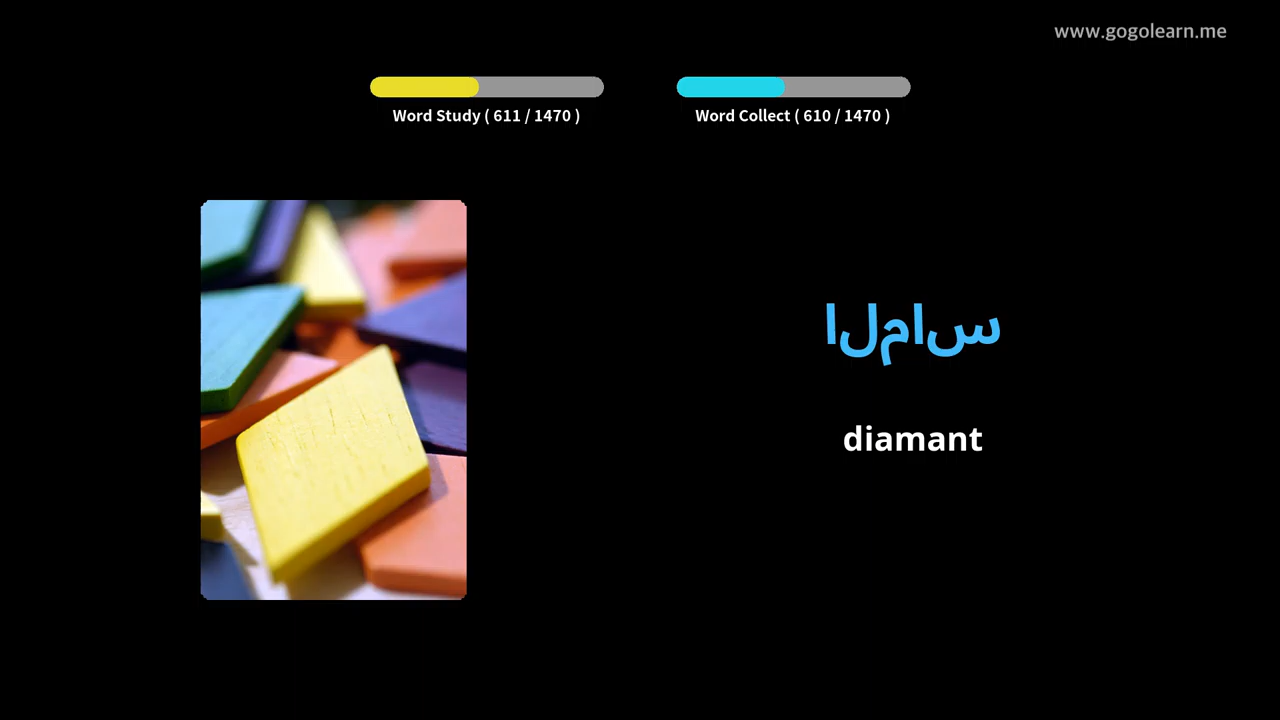 www.gogolearn.me
Word Study ( 611 / 1470 )
Word Collect ( 610 / 1470 )
الماس
diamant